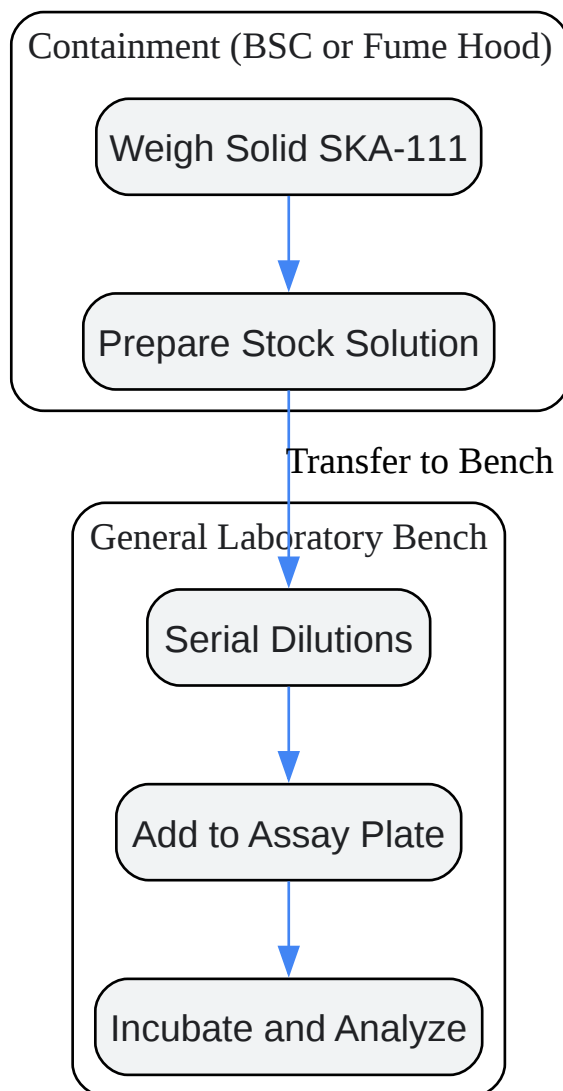 Containment (BSC or Fume Hood)
Weigh Solid SKA-111
Prepare Stock Solution
Transfer to Bench
General Laboratory Bench
Serial Dilutions
Add to Assay Plate
Incubate and Analyze